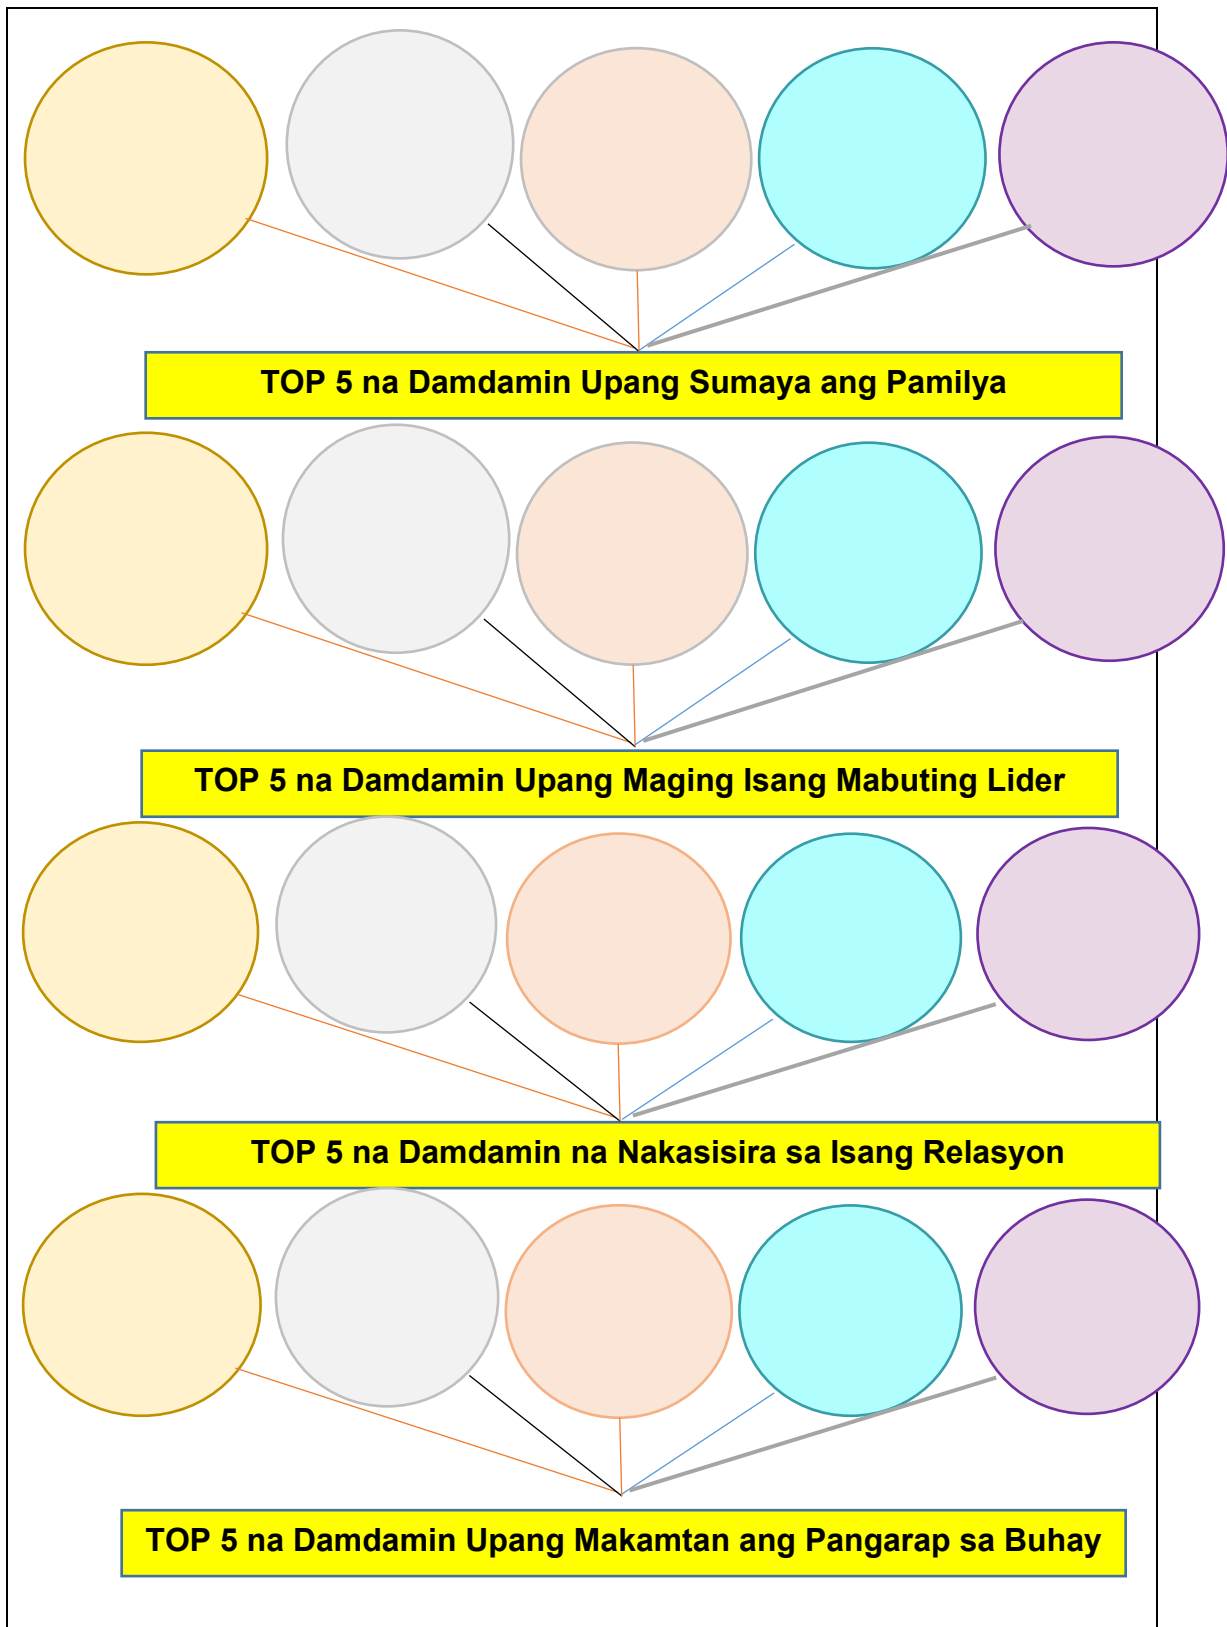 TOP 5 na Damdamin Upang Sumaya ang Pamilya
TOP 5 na Damdamin Upang Maging Isang Mabuting Lider
TOP 5 na Damdamin na Nakasisira sa Isang Relasyon
TOP 5 na Damdamin Upang Makamtan ang Pangarap sa Buhay